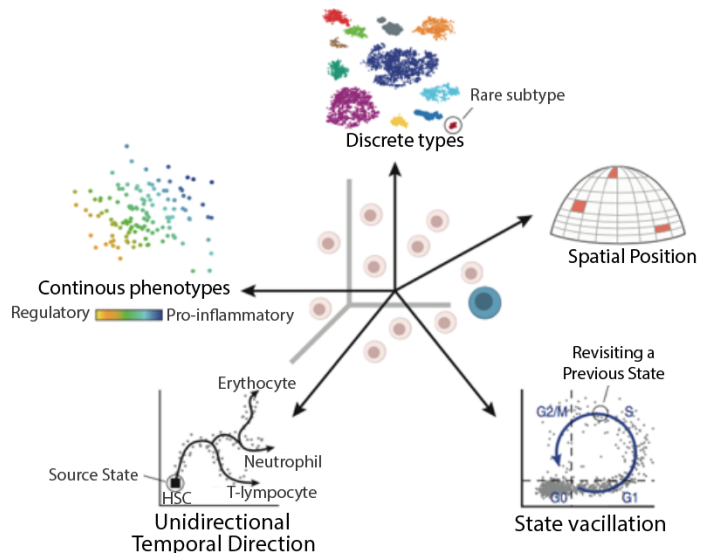 Rare subtype
Discrete types
Spatial Position
Continous phenotypes
Regulatory Pro-inflammatory
Revisiting a
Previous State
G2/M S
G0 G1
State vacillation
Erythocyte
Neutrophil
Source State
HSC
T-lympocyte
Unidirectional
Temporal Direction